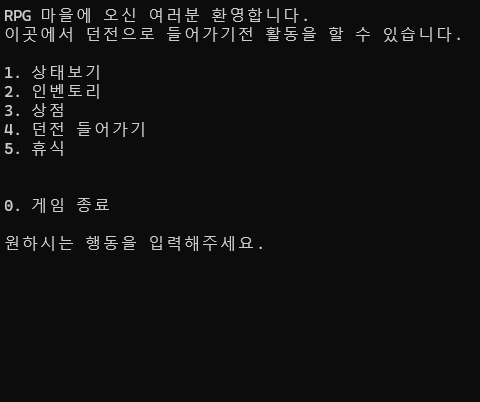 RPG 마을에 오신 여러분 환영합니다.
이곳에서 던전으로 들어가기전 활동을 할 수 있습니다.
1. 상태보기
2. 인벤토리
3. 상점
4. 던전 들어가기
5. 휴식
0. 게임 종료
원하시는 행동을 입력해주세요.